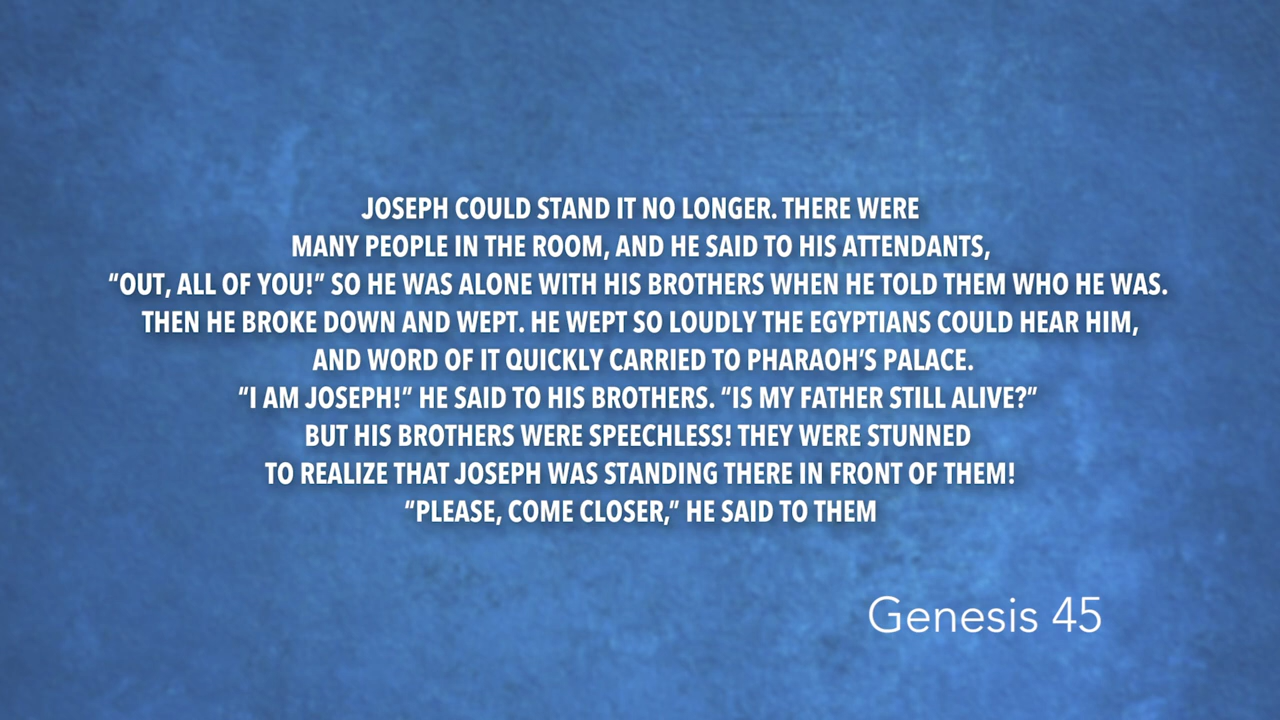 JOSEPH COULD STAND IT NO LONGER. THERE WERE
MANY PEOPLE IN THE ROOM, AND HE SAID TO HIS ATTENDANTS,
“OUT, ALL OF YOU!” SO HE WAS ALONE WITH HIS BROTHERS WHEN HE TOLD THEM WHO HE WAS.
THEN HE BROKE DOWN AND WEPT. HE WEPT SO LOUDLY THE EGYPTIANS COULD HEAR HIM,
AND WORD OF IT QUICKLY CARRIED TO PHARAOH’S PALACE.
“I AM JOSEPH!” HE SAID TO HIS BROTHERS. “IS MY FATHER STILL ALIVE?”
BUT HIS BROTHERS WERE SPEECHLESS! THEY WERE STUNNED
TO REALIZE THAT JOSEPH WAS STANDING THERE IN FRONT OF THEM!
“PLEASE, COME CLOSER,” HE SAID TO THEM
Genesis 45